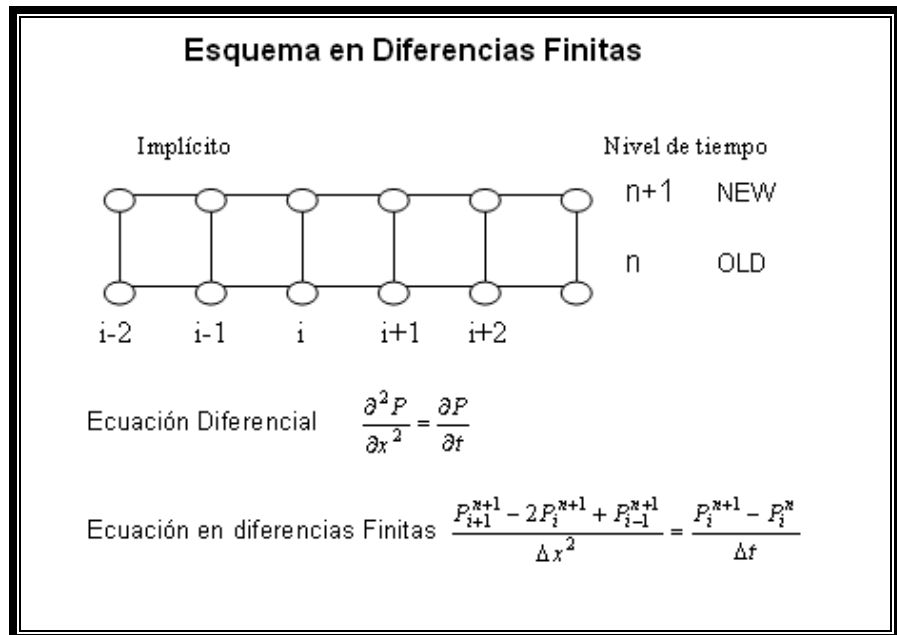 Esquema en Diferencias Finitas
Implícito Nivel de tiempo
n+1 NEW
n OLD
i-2 i-1 i i+1 i+2
Ecuación Diferencial ∂²P/∂x² = ∂P/∂t
Ecuación en diferencias Finitas (P_{i+1}^{n+1} - 2P_i^{n+1} + P_{i-1}^{n+1})/Δx² = (P_i^{n+1} - P_i^n)/Δt